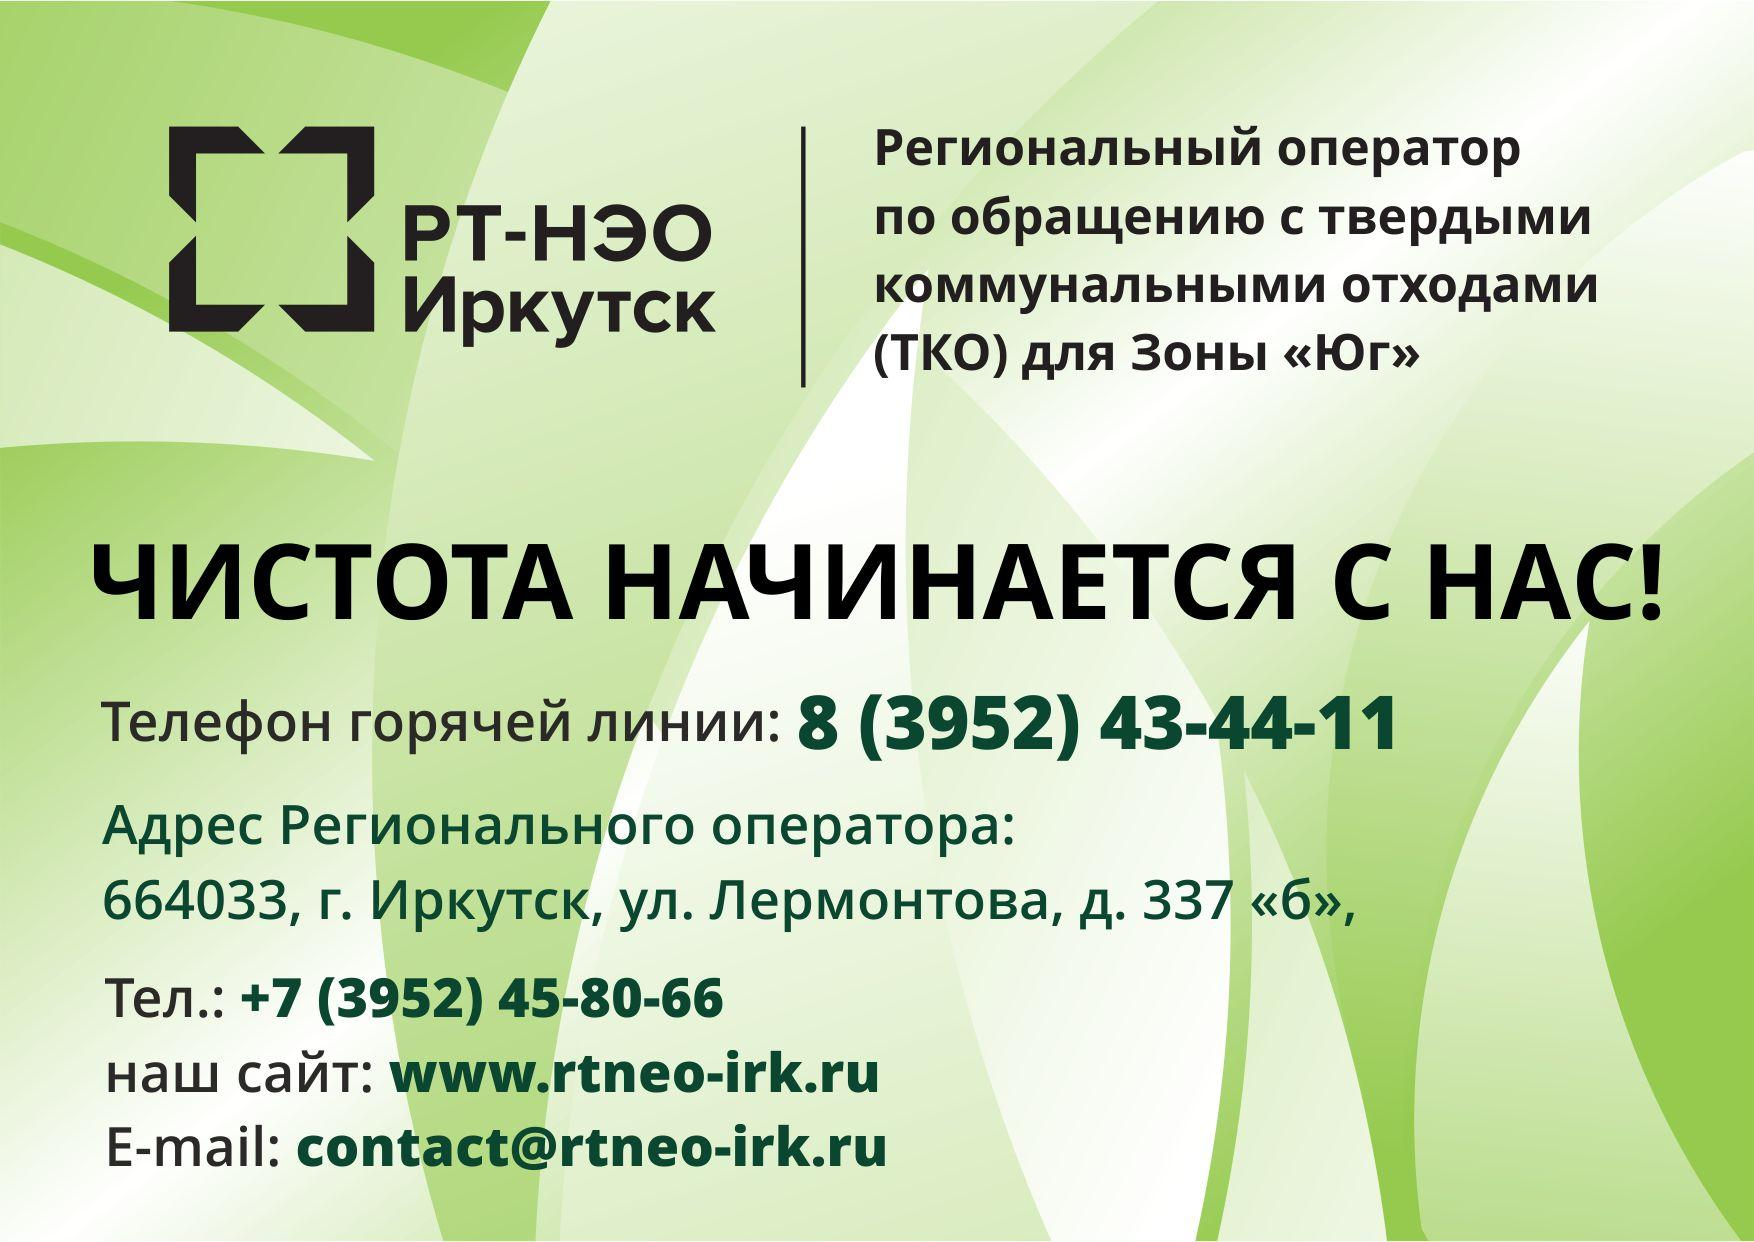 РТ-НЭО
Иркутск
Региональный оператор
по обращению с твердыми
коммунальными отходами
(ТКО) для Зоны «Юг»
ЧИСТОТА НАЧИНАЕТСЯ С НАС!
Телефон горячей линии: 8 (3952) 43-44-11
Адрес Регионального оператора:
664033, г. Иркутск, ул. Лермонтова, д. 337 «б»,
Тел.: +7 (3952) 45-80-66
наш сайт: www.rtneo-irk.ru
E-mail: contact@rtneo-irk.ru